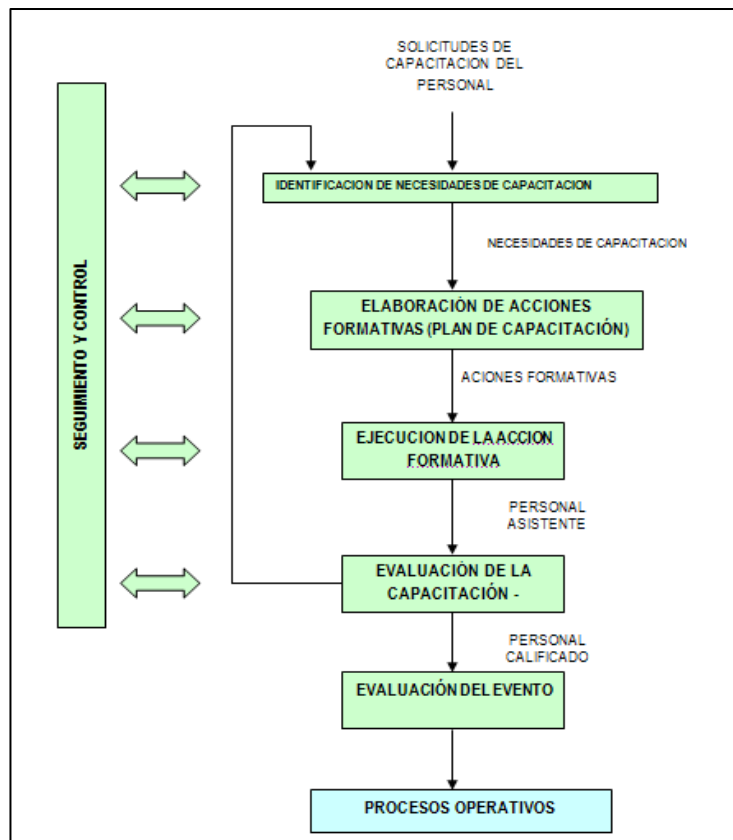 SOLICITUDES DE
CAPACITACION DEL
PERSONAL
IDENTIFICACION DE NECESIDADES DE CAPACITACION
NECESIDADES DE CAPACITACION
ELABORACIÓN DE ACCIONES
FORMATIVAS (PLAN DE CAPACITACIÓN)
ACIONES FORMATIVAS
EJECUCION DE LA ACCION
FORMATIVA
PERSONAL
ASISTENTE
EVALUACIÓN DE LA
CAPACITACIÓN -
PERSONAL
CALIFICADO
EVALUACIÓN DEL EVENTO
PROCESOS OPERATIVOS
SEGUIMIENTO Y CONTROL